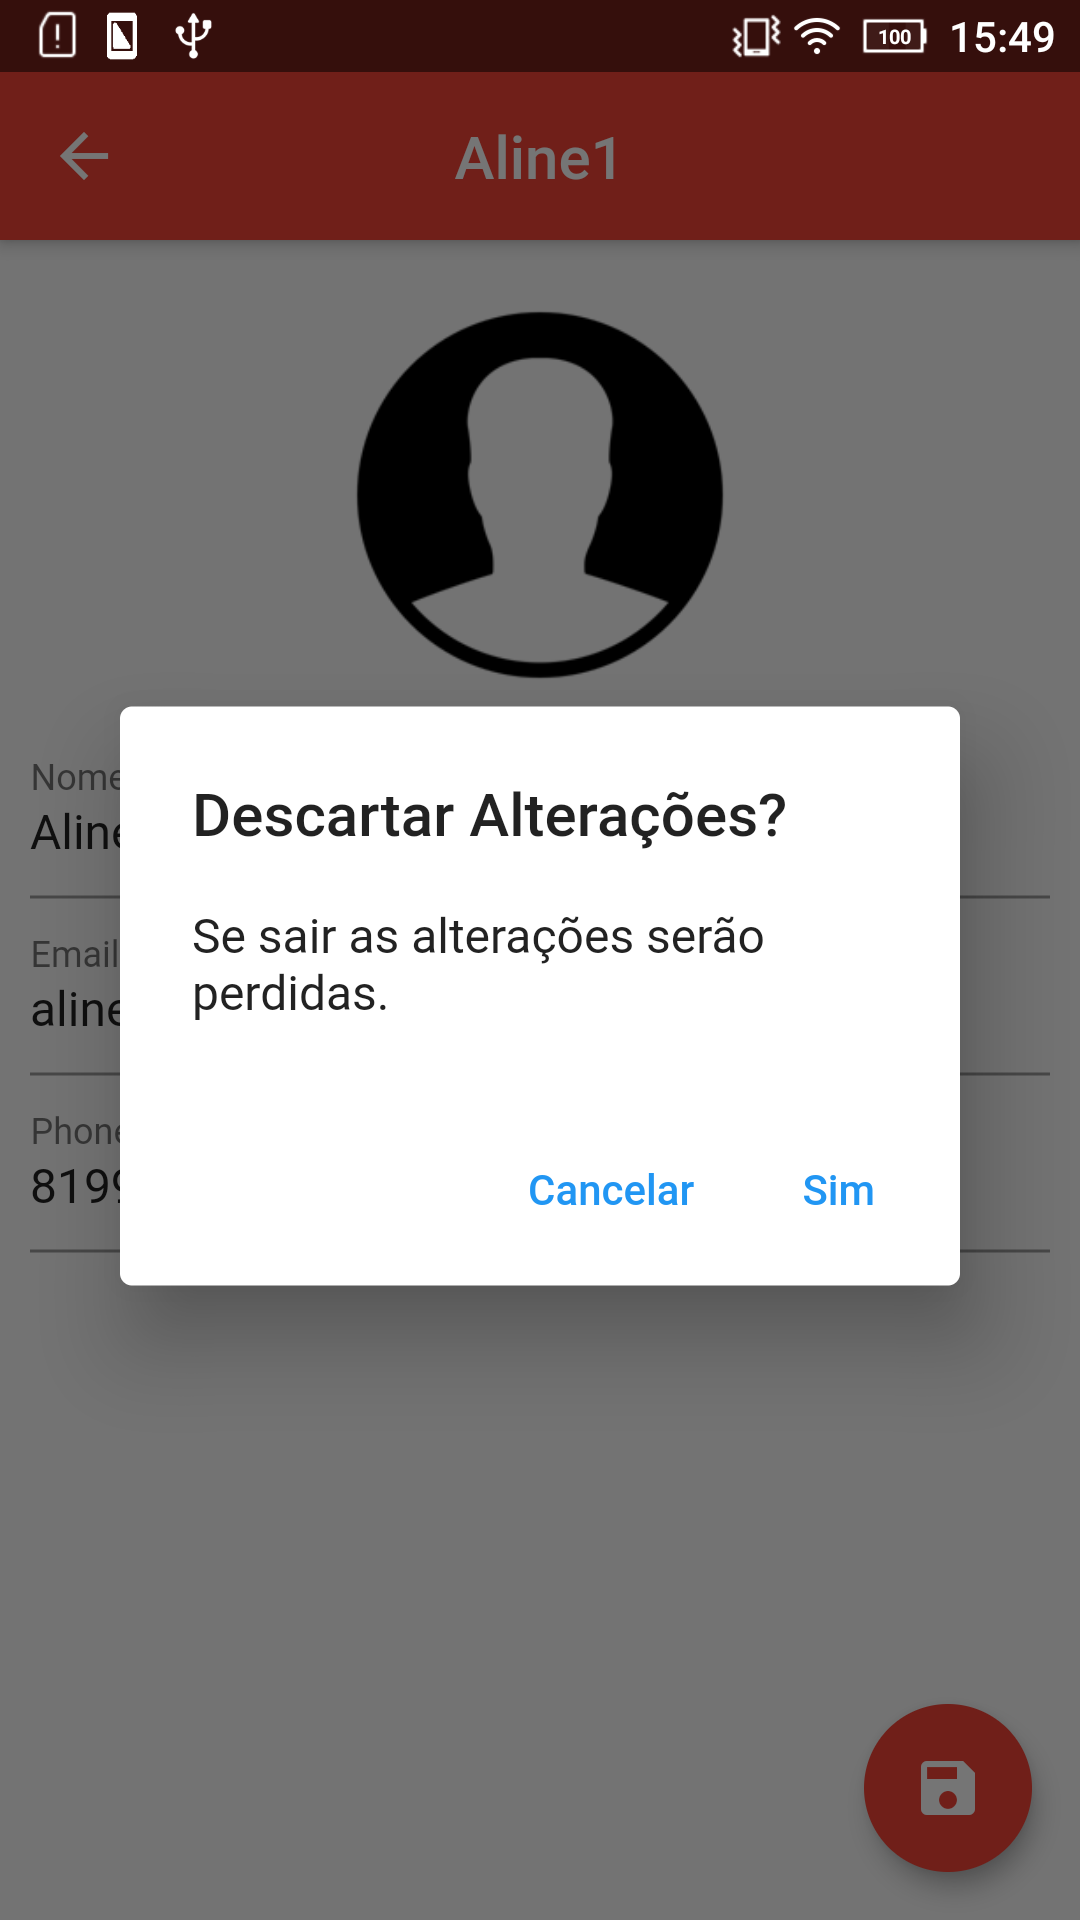 100 15:49
Aline1
Nome
Aline
Descartar Alterações?
Se sair as alterações serão
perdidas.
Email
aline
Phone
8199
Cancelar Sim